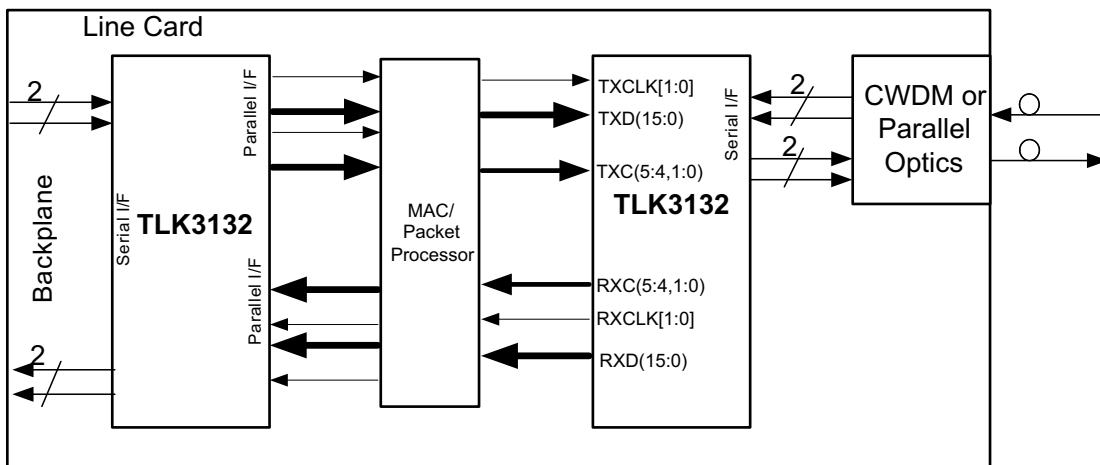 Line Card
2
Parallel I/F
TXCLK[1:0]
TXD(15:0)
TXC(5:4,1:0)
Serial I/F
2
2
CWDM or
Parallel
Optics
Backplane
Serial I/F
TLK3132
MAC/
Packet
Processor
TLK3132
Parallel I/F
RXC(5:4,1:0)
RXCLK[1:0]
RXD(15:0)
2